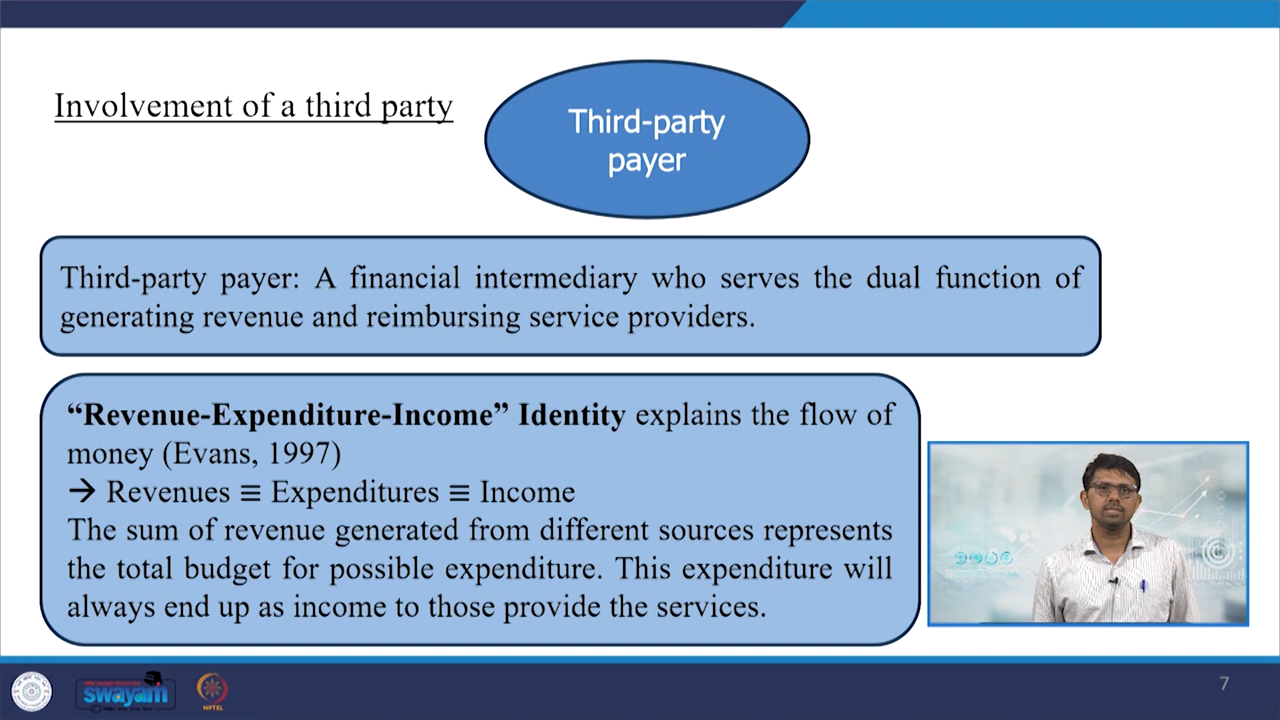 Involvement of a third party
Third-party
payer
Third-party payer: A financial intermediary who serves the dual function of
generating revenue and reimbursing service providers.
“Revenue-Expenditure-Income” Identity explains the flow of
money (Evans, 1997)
→ Revenues ≡ Expenditures ≡ Income
The sum of revenue generated from different sources represents
the total budget for possible expenditure. This expenditure will
always end up as income to those provide the services.
swayam
NPTEL
7